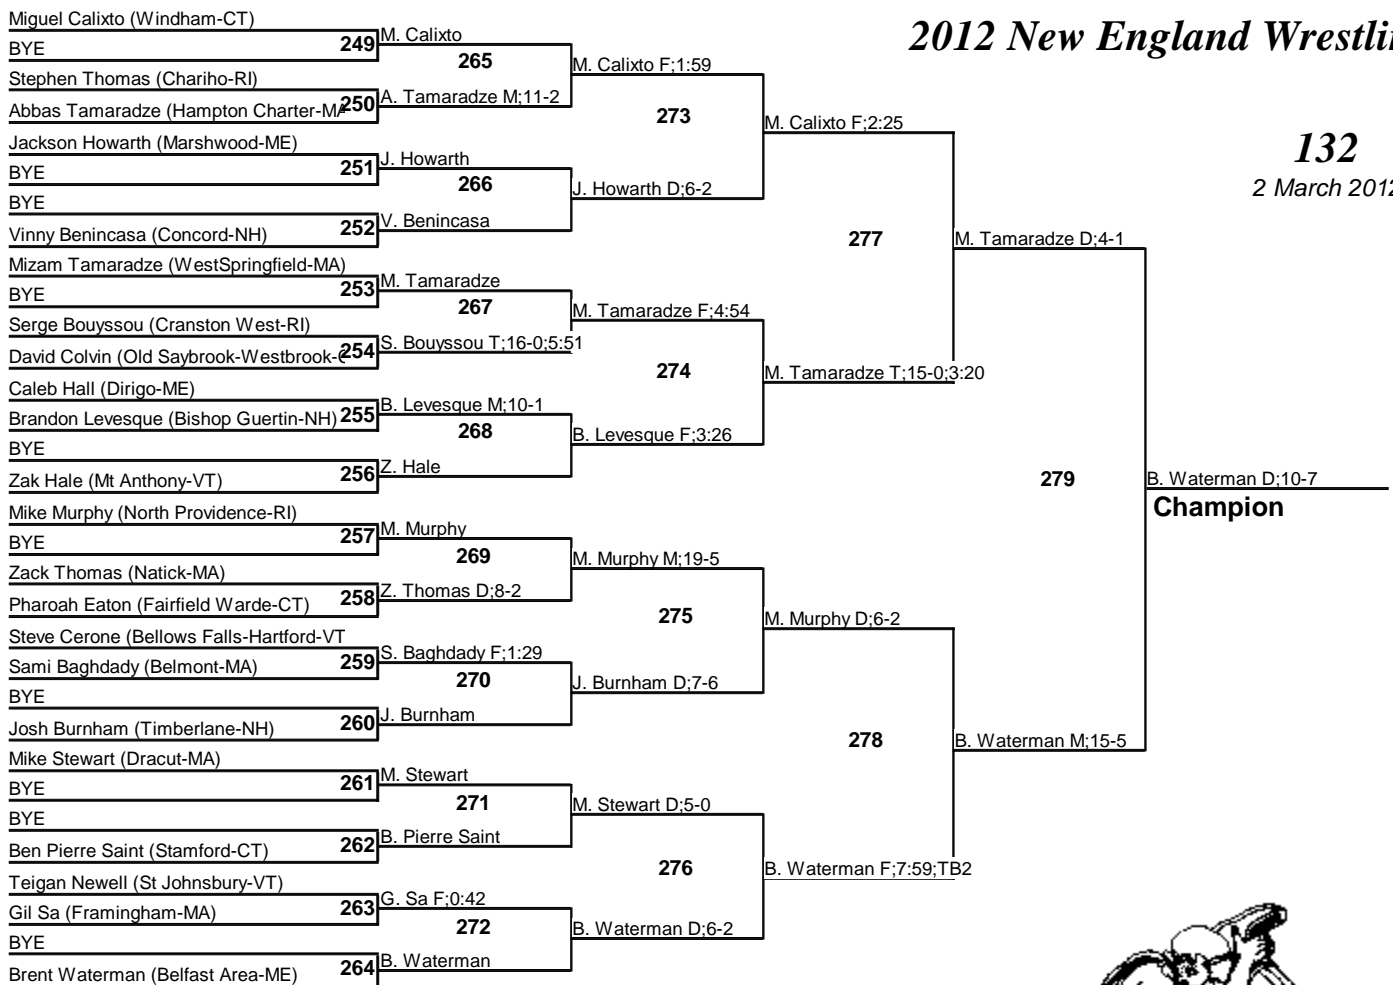 2012 New England Wrestlin
132
2 March 2012
Miguel Calixto (Windham-CT)
BYE
249
Stephen Thomas (Chariho-RI)
Abbas Tamaradze (Hampton Charter-MA
250
Jackson Howarth (Marshwood-ME)
BYE
251
BYE
Vinny Benincasa (Concord-NH)
252
Mizam Tamaradze (WestSpringfield-MA)
BYE
253
Serge Bouyssou (Cranston West-RI)
David Colvin (Old Saybrook-Westbrook-C
254
Caleb Hall (Dirigo-ME)
Brandon Levesque (Bishop Guertin-NH)
255
BYE
Zak Hale (Mt Anthony-VT)
256
Mike Murphy (North Providence-RI)
BYE
257
Zack Thomas (Natick-MA)
Pharoah Eaton (Fairfield Warde-CT)
258
Steve Cerone (Bellows Falls-Hartford-VT
Sami Baghdady (Belmont-MA)
259
BYE
Josh Burnham (Timberlane-NH)
260
Mike Stewart (Dracut-MA)
BYE
261
BYE
Ben Pierre Saint (Stamford-CT)
262
Teigan Newell (St Johnsbury-VT)
Gil Sa (Framingham-MA)
263
BYE
Brent Waterman (Belfast Area-ME)
264
M. Calixto
265
A. Tamaradze M;11-2
J. Howarth
266
V. Benincasa
M. Tamaradze
267
S. Bouyssou T;16-0;5:51
B. Levesque M;10-1
268
Z. Hale
M. Murphy
269
Z. Thomas D;8-2
S. Baghdady F;1:29
270
J. Burnham
M. Stewart
271
B. Pierre Saint
G. Sa F;0:42
272
B. Waterman
M. Calixto F;1:59
273
J. Howarth D;6-2
M. Tamaradze F;4:54
274
B. Levesque F;3:26
M. Murphy M;19-5
275
J. Burnham D;7-6
M. Stewart D;5-0
276
B. Waterman D;6-2
M. Calixto F;2:25
277
M. Tamaradze T;15-0;3:20
M. Murphy D;6-2
278
B. Waterman F;7:59;TB2
M. Tamaradze D;4-1
279
B. Waterman M;15-5
B. Waterman D;10-7
Champion